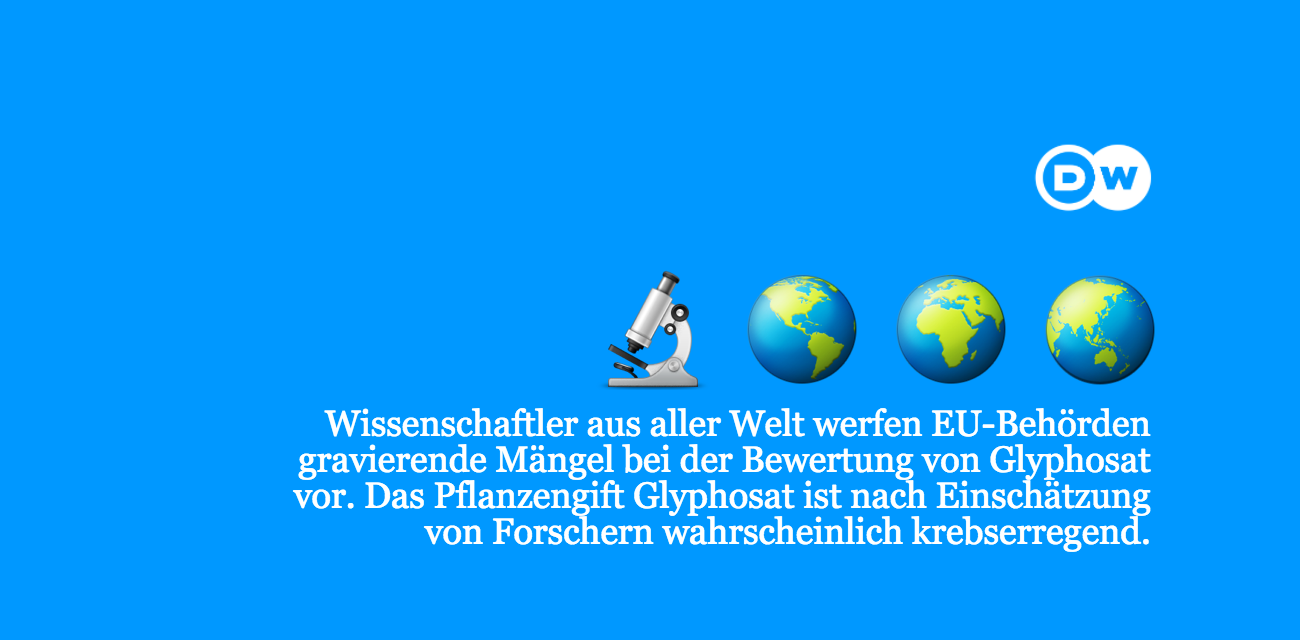 DW
Wissenschaftler aus aller Welt werfen EU-Behörden
gravierende Mängel bei der Bewertung von Glyphosat
vor. Das Pflanzengift Glyphosat ist nach Einschätzung
von Forschern wahrscheinlich krebserregend.